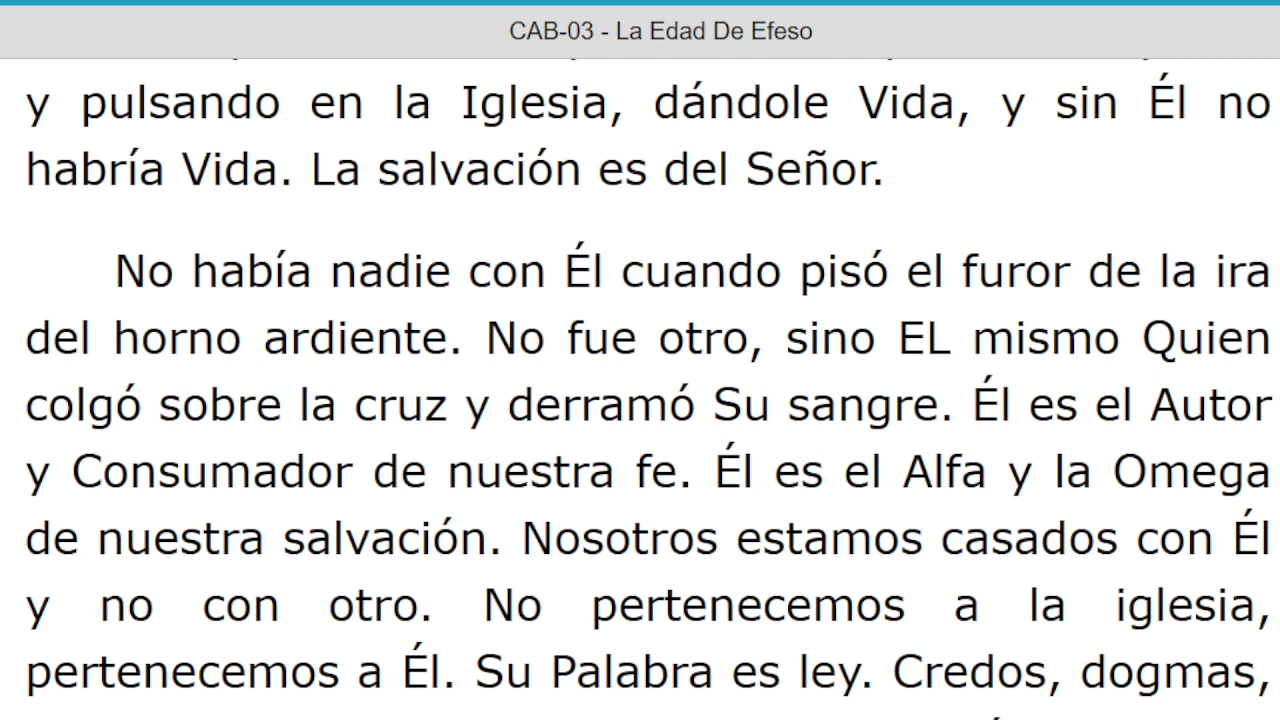 CAB-03 - La Edad De Efeso
y pulsando en la Iglesia, dándole Vida, y sin Él no
habría Vida. La salvación es del Señor.
No había nadie con Él cuando pisó el furor de la ira
del horno ardiente. No fue otro, sino EL mismo Quien
colgó sobre la cruz y derramó Su sangre. Él es el Autor
y Consumador de nuestra fe. Él es el Alfa y la Omega
de nuestra salvación. Nosotros estamos casados con Él
y no con otro. No pertenecemos a la iglesia,
pertenecemos a Él. Su Palabra es ley. Credos, dogmas,